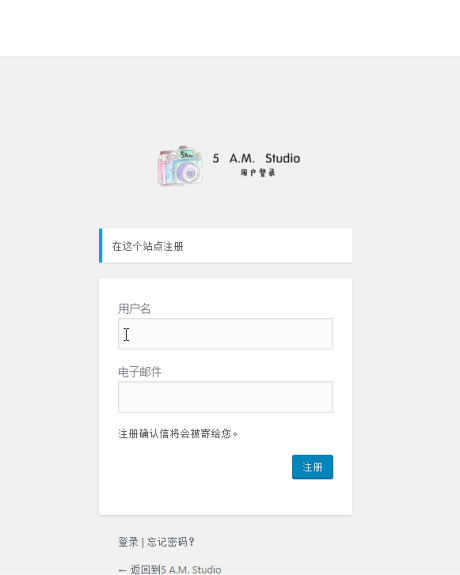 5 A.M. Studio
用户登录
在这个站点注册
用户名
电子邮件
注册确认信将会被寄给您。
注册
登录 | 忘记密码？
← 返回到5 A.M. Studio